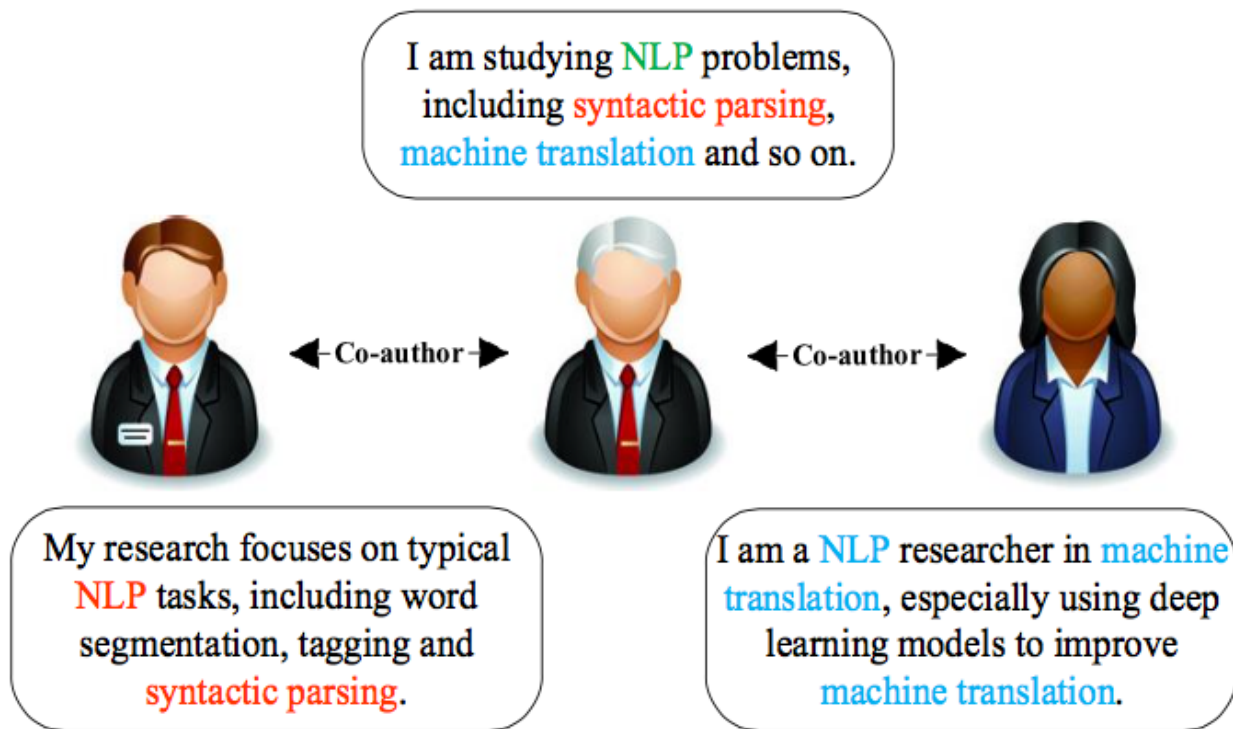 I am studying NLP problems,
including syntactic parsing,
machine translation and so on.
Co-author
Co-author
My research focuses on typical
NLP tasks, including word
segmentation, tagging and
syntactic parsing.
I am a NLP researcher in machine
translation, especially using deep
learning models to improve
machine translation.